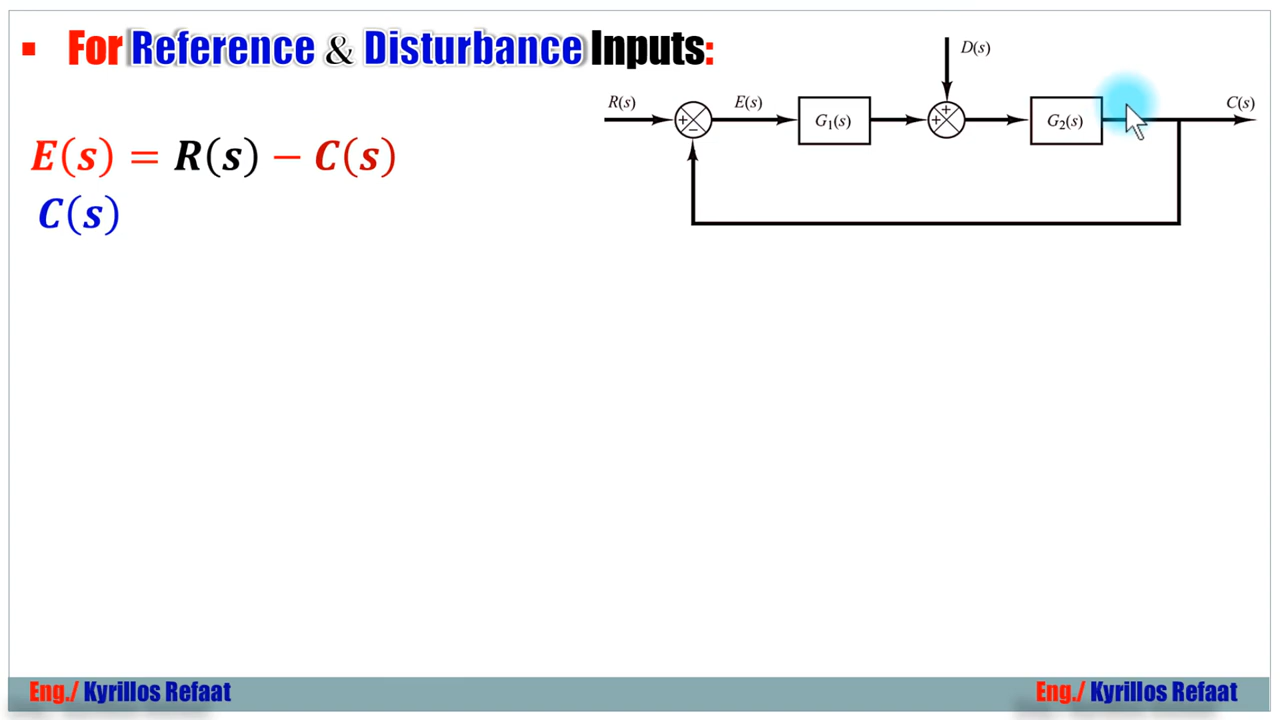 ▪ For Reference & Disturbance Inputs:
D(s)
R(s) E(s) G₁(s) G₂(s) C(s)
+ − + +
E(s) = R(s) − C(s)
C(s)
Eng./ Kyrillos Refaat Eng./ Kyrillos Refaat